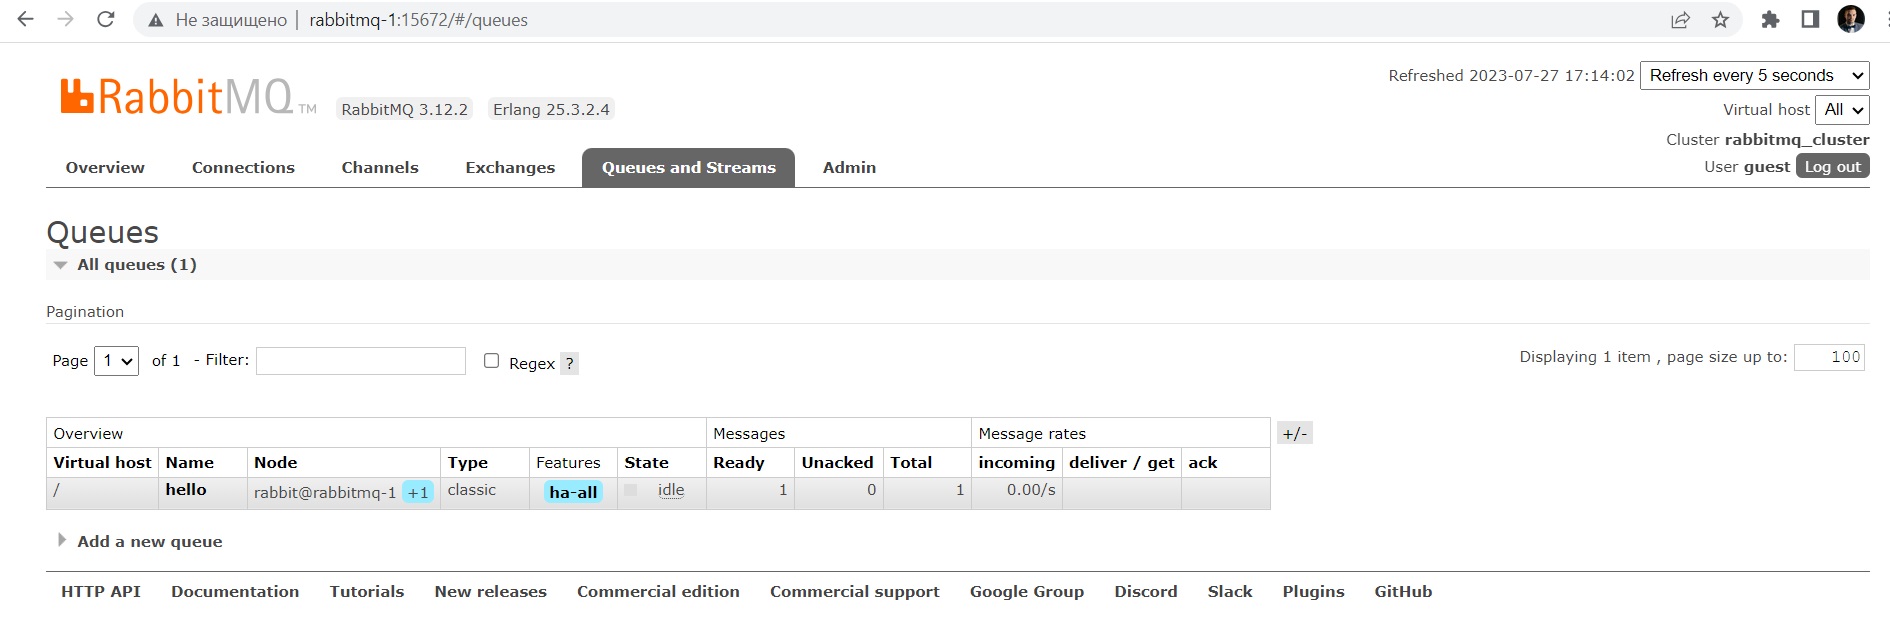 Не защищено | rabbitmq-1:15672/#/queues
RabbitMQ TM
RabbitMQ 3.12.2 Erlang 25.3.2.4
Refreshed 2023-07-27 17:14:02 Refresh every 5 seconds
Virtual host All
Cluster rabbitmq_cluster
User guest Log out
Overview Connections Channels Exchanges Queues and Streams Admin
Queues
All queues (1)
Pagination
Page 1 of 1 - Filter: Regex ?
Displaying 1 item , page size up to: 100
Overview Messages Message rates +/-
Virtual host Name Node Type Features State Ready Unacked Total incoming deliver / get ack
/ hello rabbit@rabbitmq-1 +1 classic ha-all idle 1 0 1 0.00/s
Add a new queue
HTTP API Documentation Tutorials New releases Commercial edition Commercial support Google Group Discord Slack Plugins GitHub